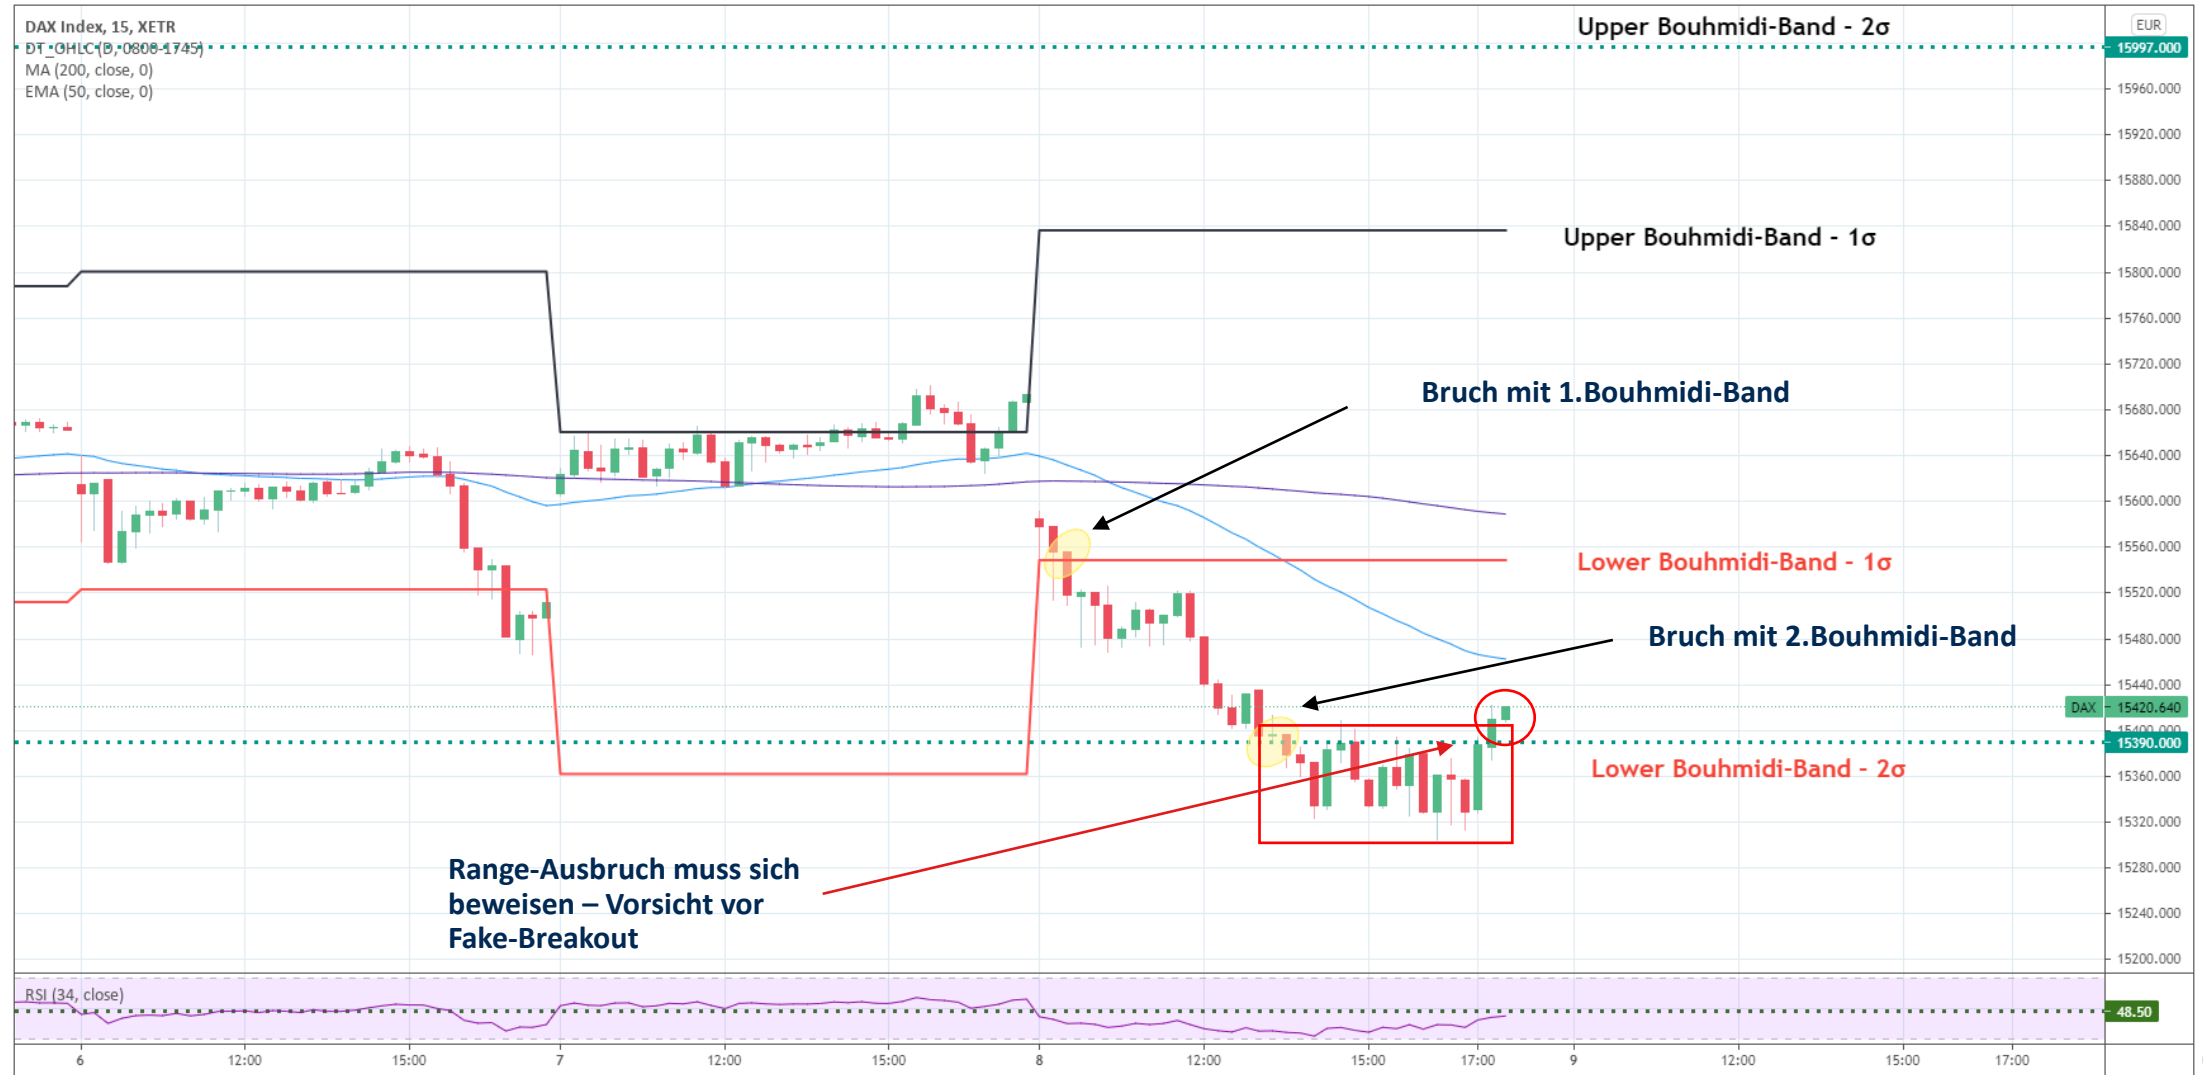 DAX Index, 15, XETR
DT_OHLC (D, 0800-1745)
MA (200, close, 0)
EMA (50, close, 0)
Upper Bouhmidi-Band - 2σ
EUR
15997.000
15960.000
15920.000
15880.000
15840.000
Upper Bouhmidi-Band - 1σ
15800.000
15760.000
15720.000
Bruch mit 1.Bouhmidi-Band
15680.000
15640.000
15600.000
15560.000
Lower Bouhmidi-Band - 1σ
15520.000
Bruch mit 2.Bouhmidi-Band
15480.000
15440.000
DAX 15420.640
15400.000
15390.000
Lower Bouhmidi-Band - 2σ
15360.000
15320.000
Range-Ausbruch muss sich
beweisen – Vorsicht vor
Fake-Breakout
15280.000
15240.000
15200.000
RSI (34, close)
48.50
6 12:00 15:00 7 12:00 15:00 8 12:00 15:00 17:00 9 12:00 15:00 17:00